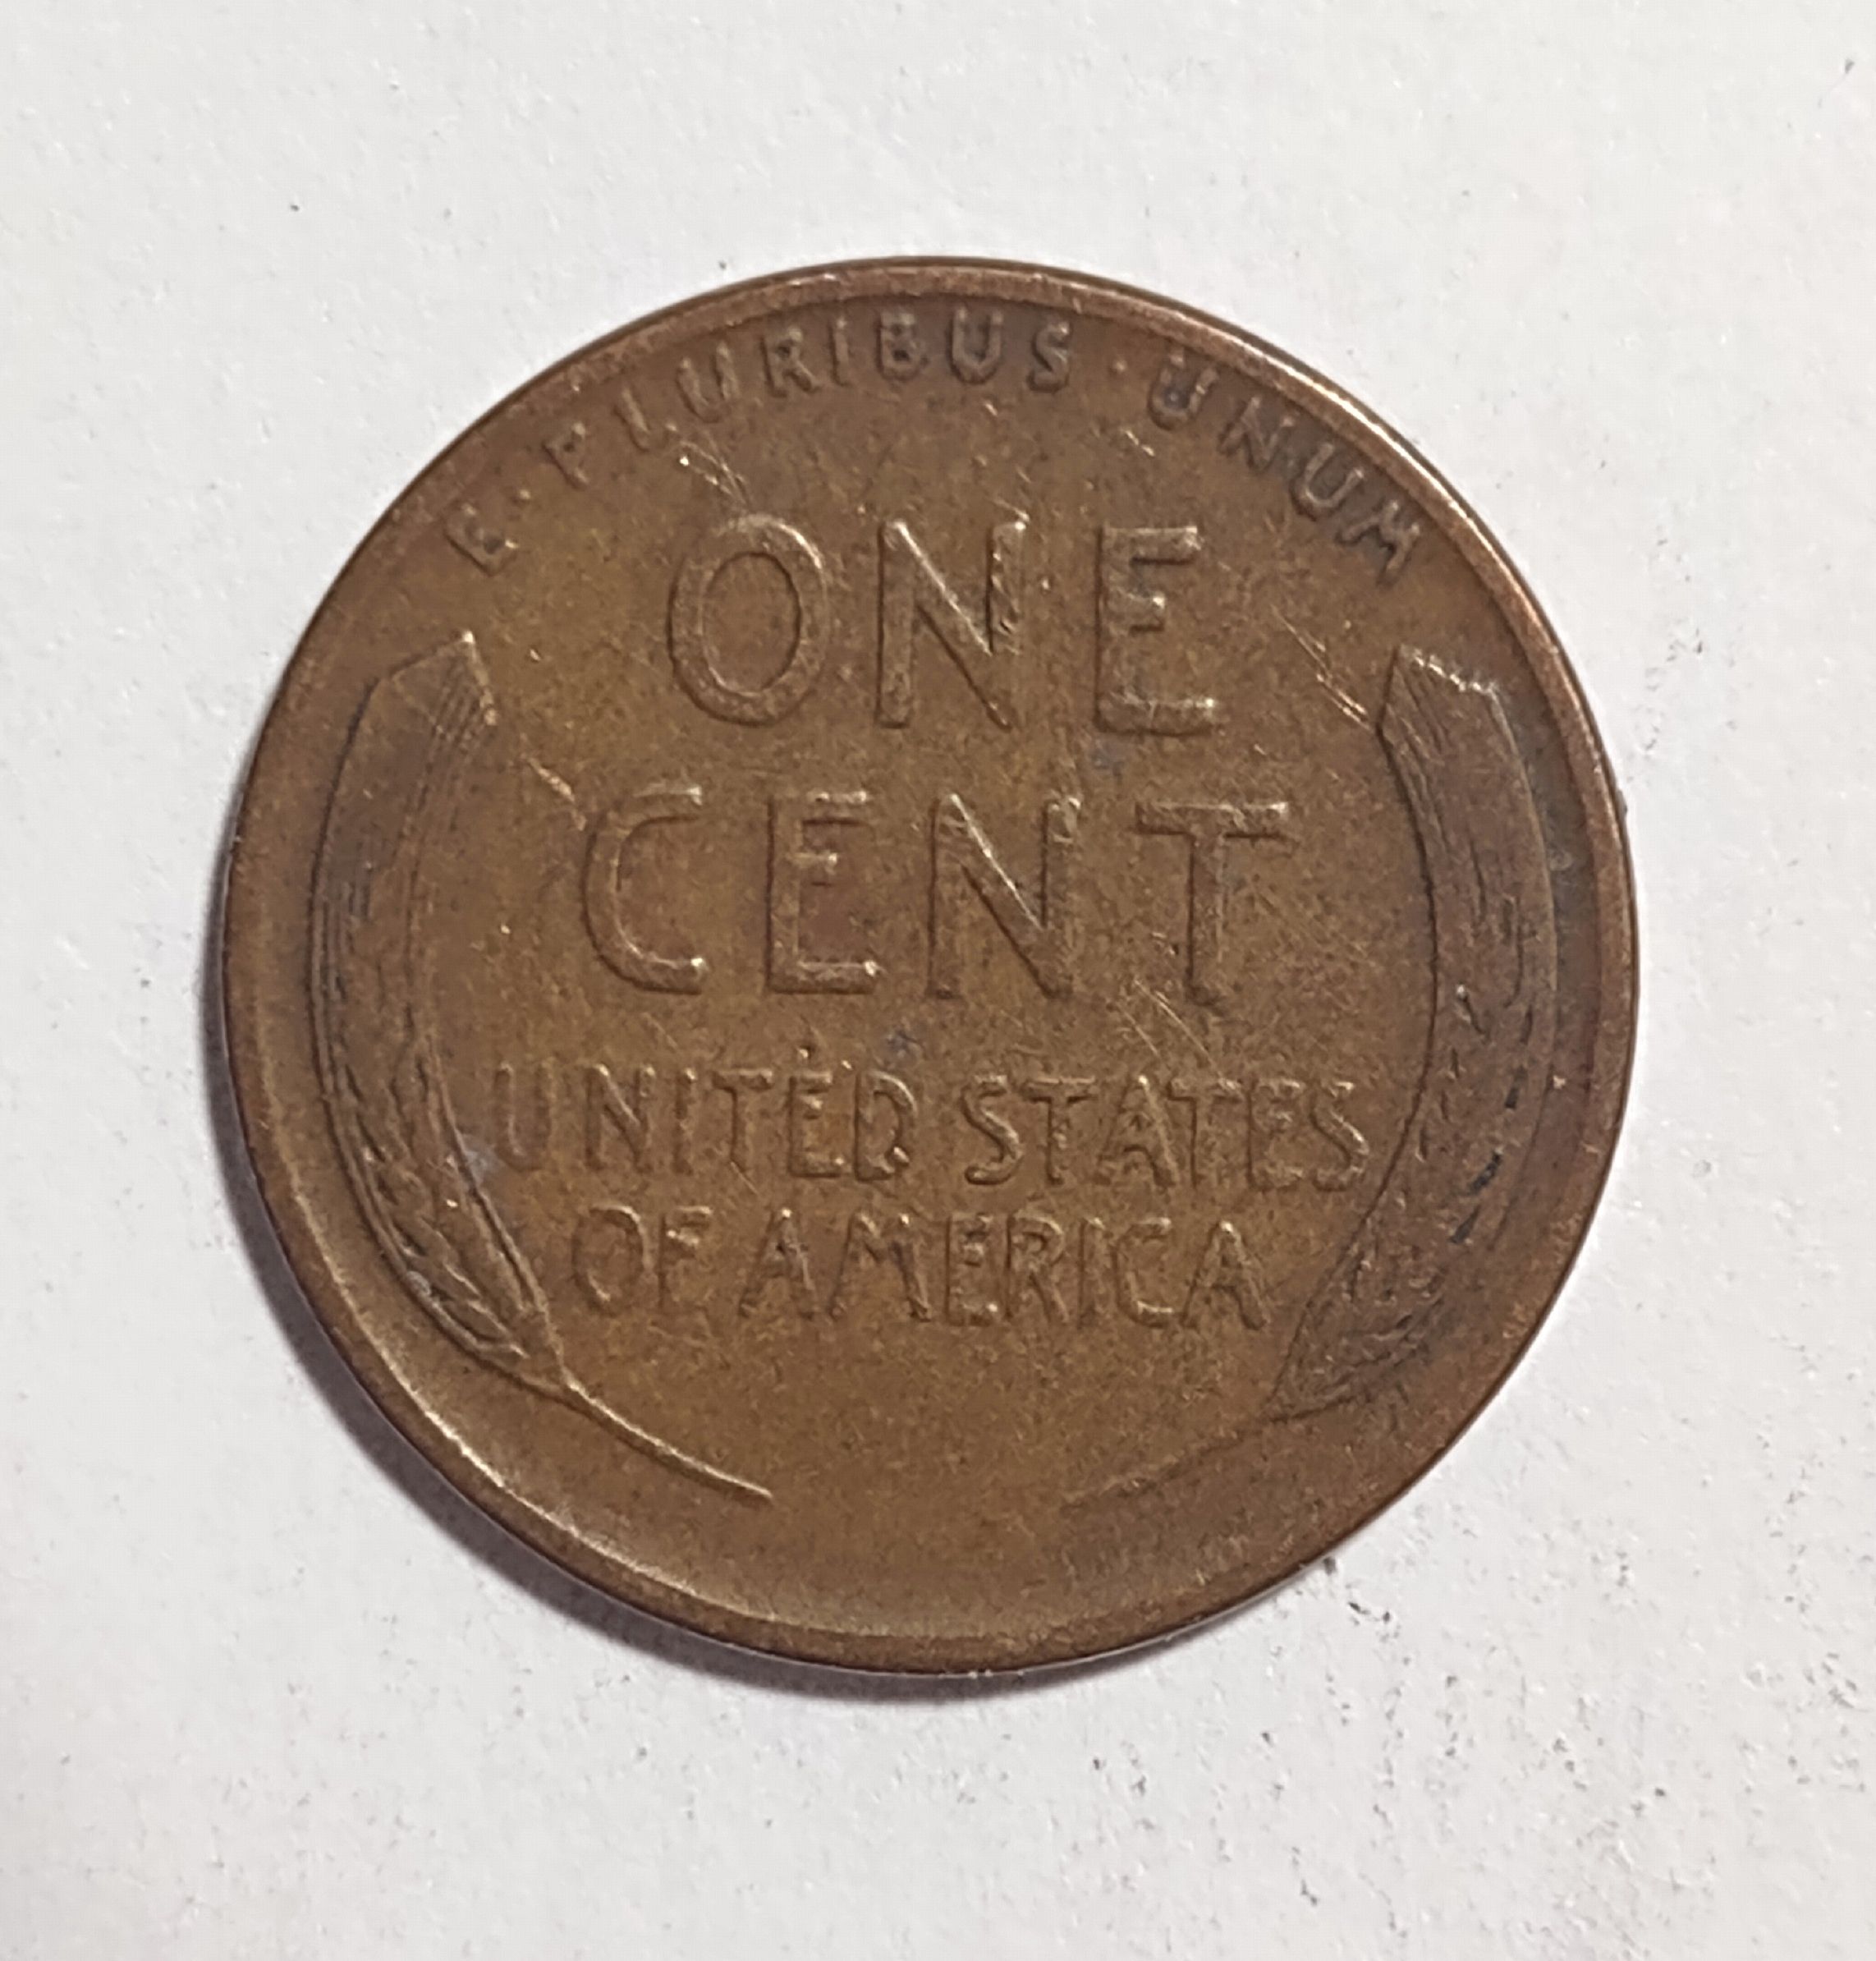 E·PLURIBUS·UNUM
ONE
CENT
UNITED STATES
OF AMERICA